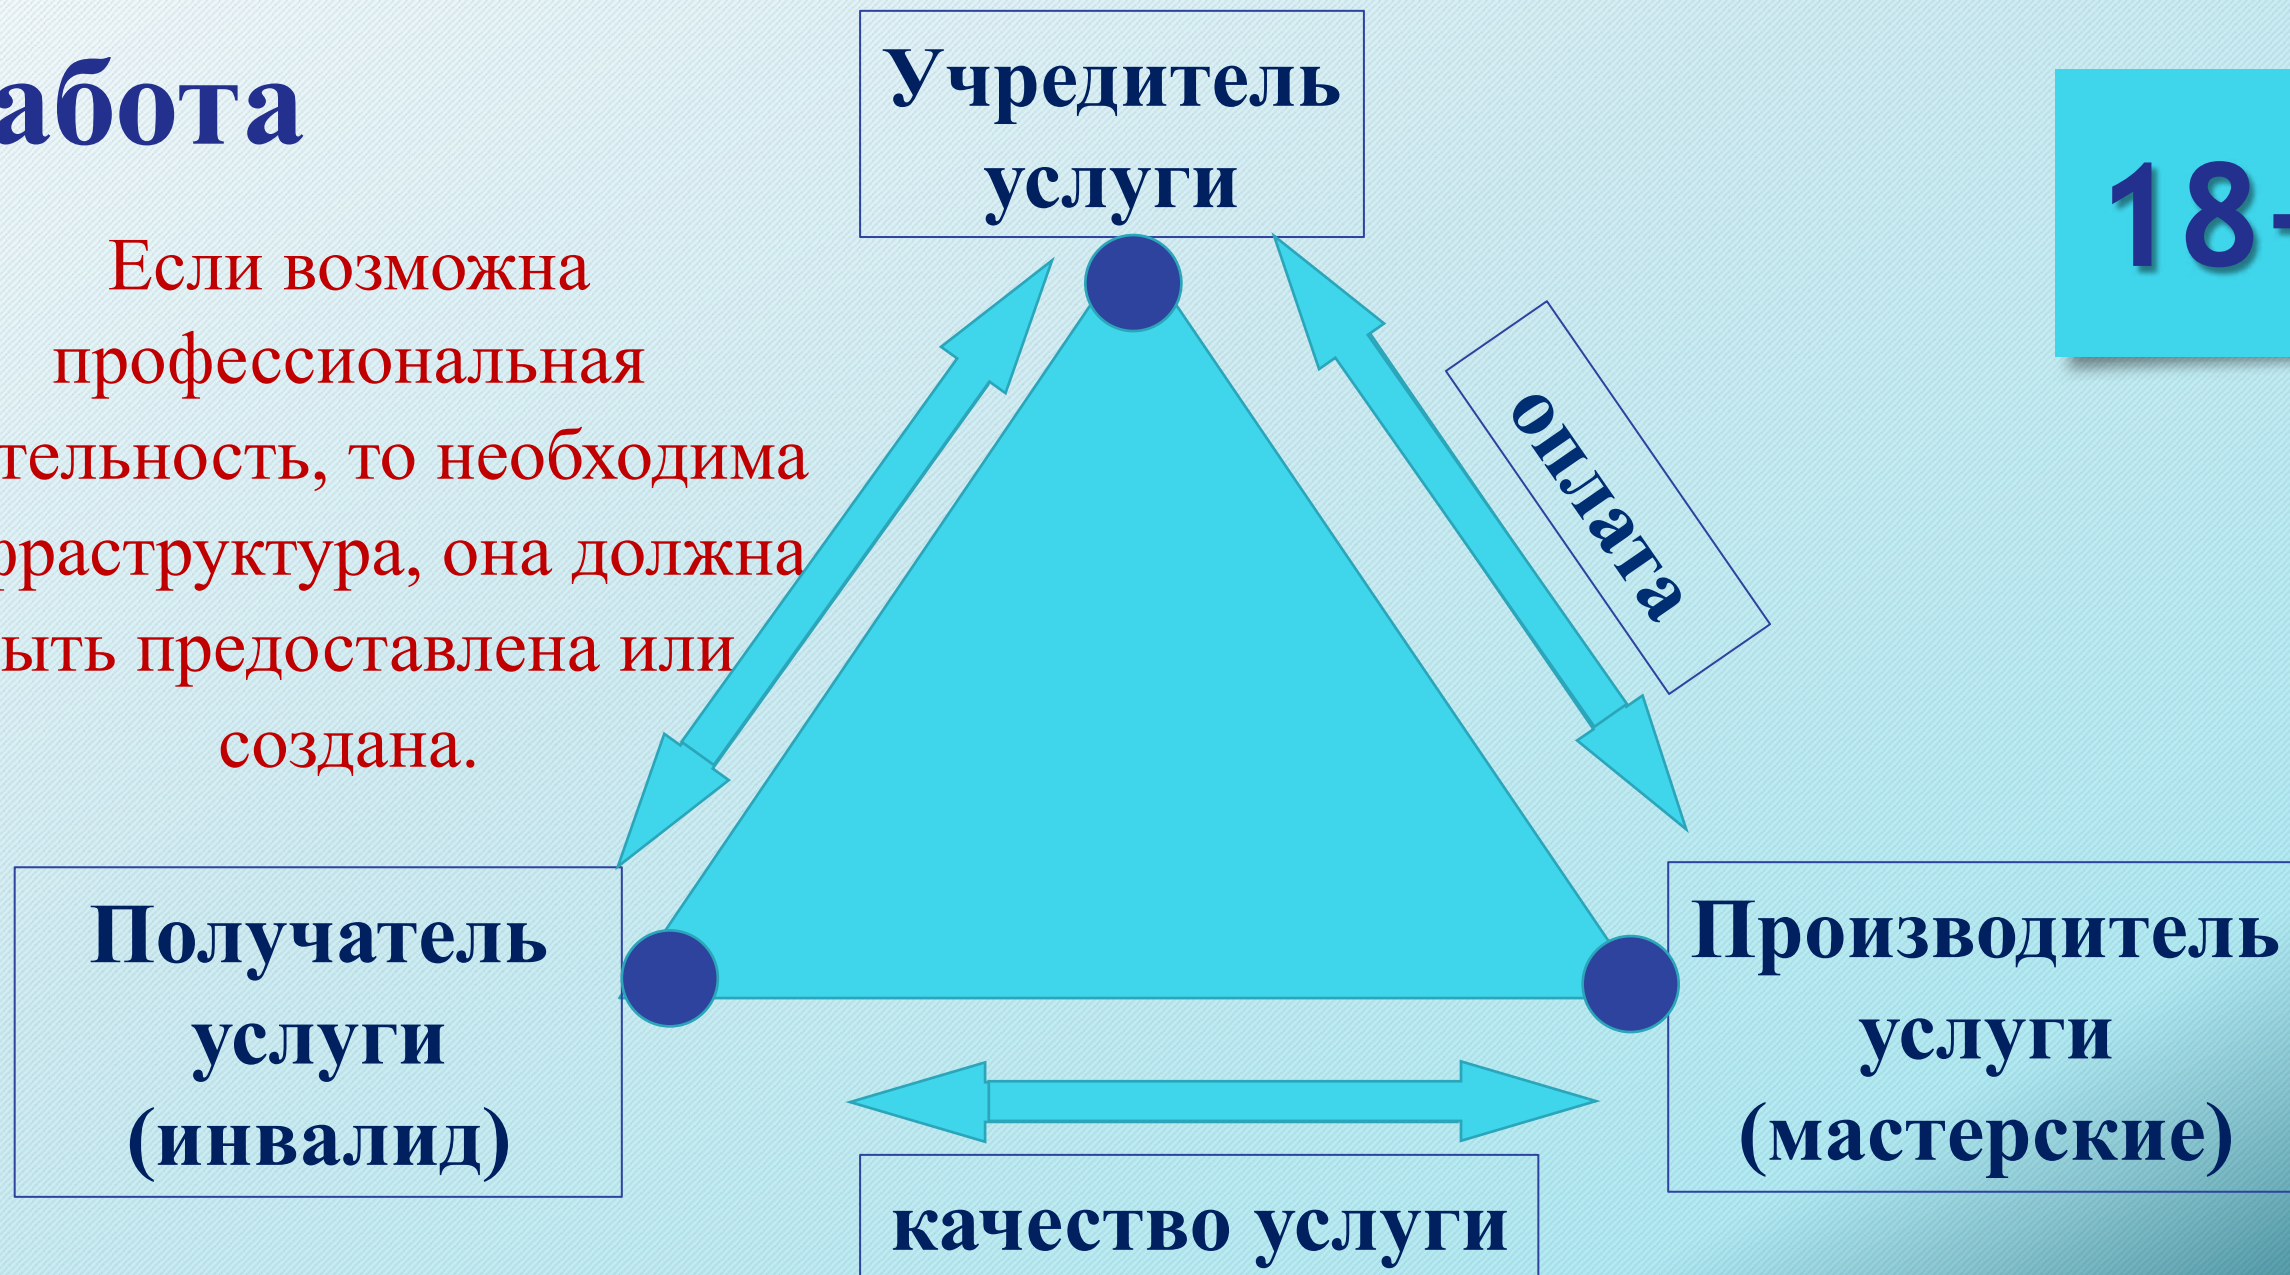 абота
Учредитель
услуги
18+
Если возможна
профессиональная
тельность, то необходима
фраструктура, она должна
ыть предоставлена или
создана.
оплата
Получатель
услуги
(инвалид)
Производитель
услуги
(мастерские)
качество услуги